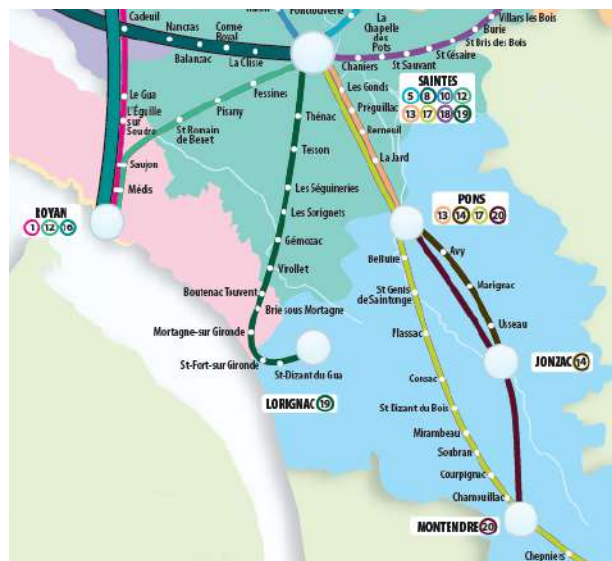 Cadeuil
Nancras
Corme
Royal
Balanzac
La Clisse
La
Chapelle
des
Pots
Villars les Bois
Burie
St Bris des Bois
St Césaire
St Sauvant
Chaniers
SAINTES
5 8 10 12
13 17 18 19
Les Gonds
Préguillac
Berneuil
La Jard
Le Gua
L'Éguille
sur
Seudre
Pessines
Pisany
St Romain
de Benet
Saujon
Médis
ROYAN
1 12 16
Thénac
Tesson
Les Séguineries
Les Sorignets
Gémozac
Virollet
Boutenac Touvent
Brie sous Mortagne
Mortagne-sur Gironde
St-Fort-sur Gironde
St-Dizant du Gua
LORIGNAC 19
PONS
13 14 17 20
Belluire
St Genis
de Saintonge
Plassac
Consac
St Dizant du Bois
Mirambeau
Soubran
Courpignac
Chamouillac
Avy
Marignac
Usseau
JONZAC 14
MONTENDRE 20
Chepniers